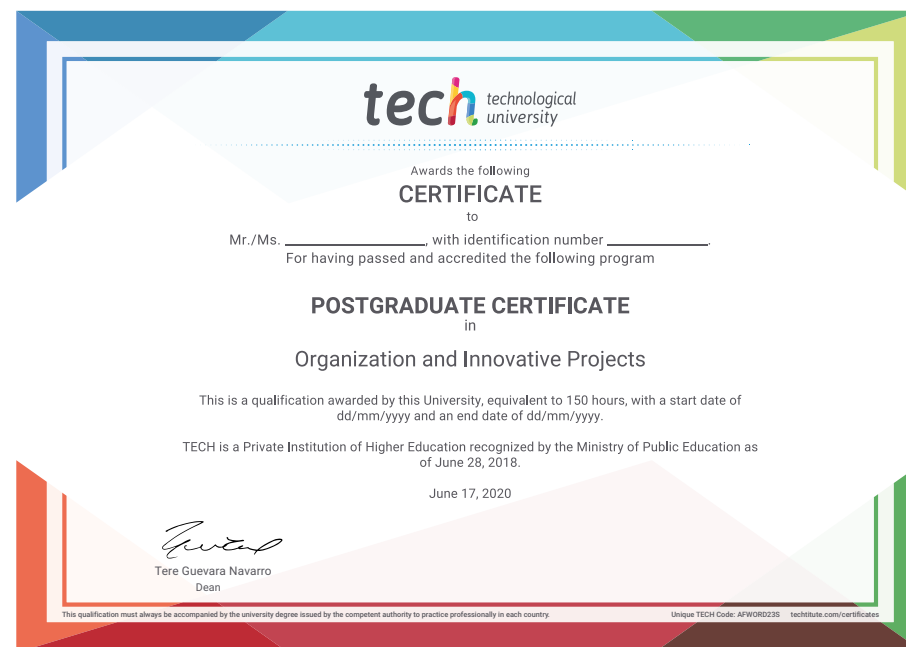 tech technological
university
Awards the following
CERTIFICATE
to
Mr./Ms. ____________________, with identification number ______________.
For having passed and accredited the following program
POSTGRADUATE CERTIFICATE
in
Organization and Innovative Projects
This is a qualification awarded by this University, equivalent to 150 hours, with a start date of
dd/mm/yyyy and an end date of dd/mm/yyyy.
TECH is a Private Institution of Higher Education recognized by the Ministry of Public Education as
of June 28, 2018.
June 17, 2020
Tere Guevara Navarro
Dean
This qualification must always be accompanied by the university degree issued by the competent authority to practice professionally in each country.
Unique TECH Code: AFWORD23S techtitute.com/certificates